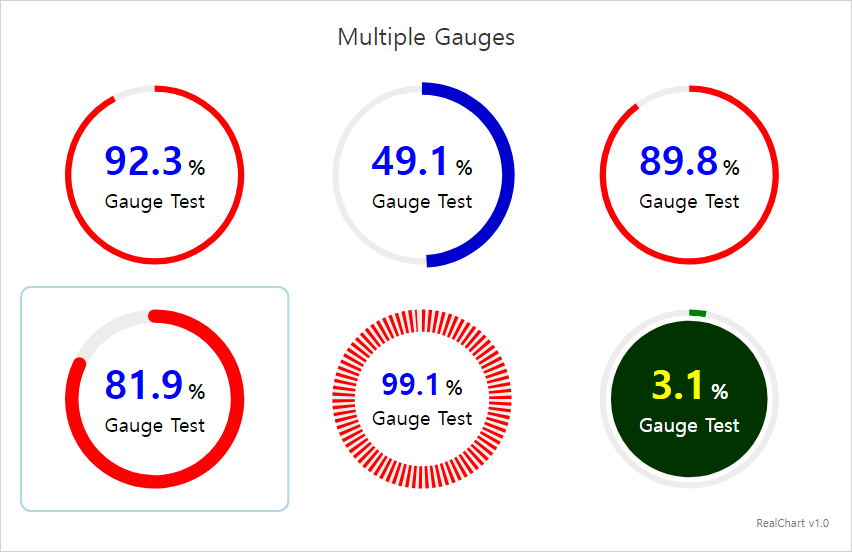 Multiple Gauges
92.3 %
Gauge Test
49.1 %
Gauge Test
89.8 %
Gauge Test
81.9 %
Gauge Test
99.1 %
Gauge Test
3.1 %
Gauge Test
RealChart v1.0